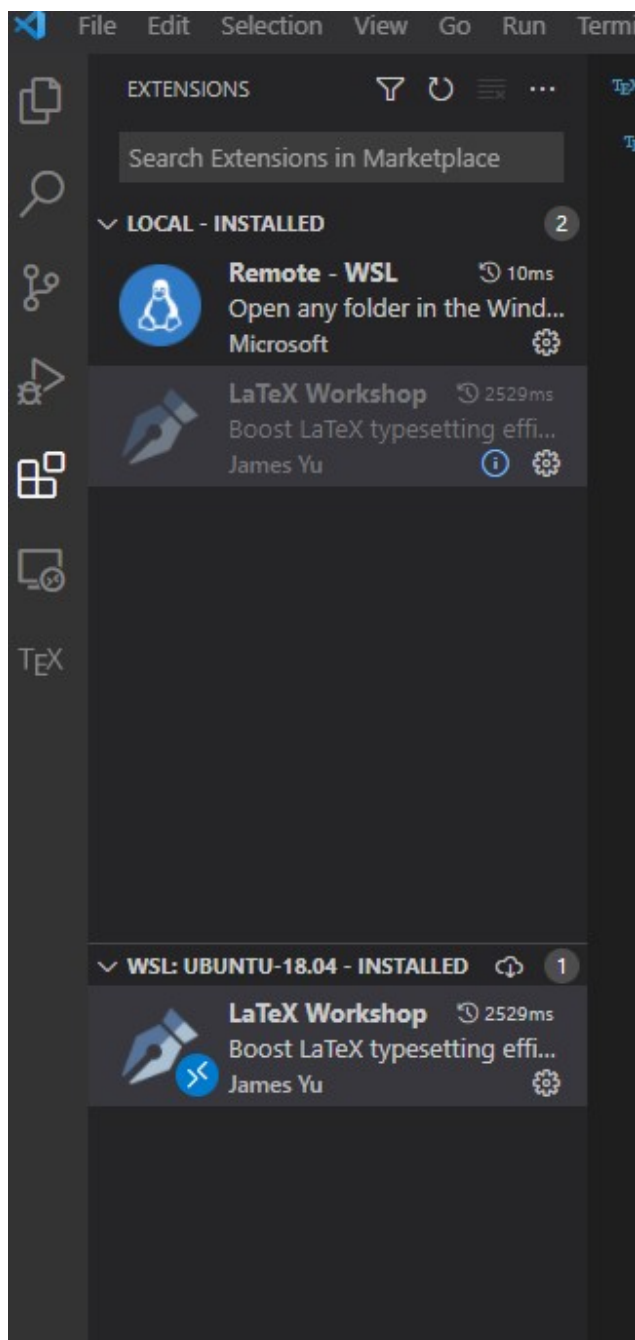 File Edit Selection View Go Run Termi
EXTENSIONS
Search Extensions in Marketplace
LOCAL - INSTALLED 2
Remote - WSL 10ms
Open any folder in the Wind...
Microsoft
LaTeX Workshop 2529ms
Boost LaTeX typesetting effi...
James Yu
TEX
WSL: UBUNTU-18.04 - INSTALLED 1
LaTeX Workshop 2529ms
Boost LaTeX typesetting effi...
James Yu